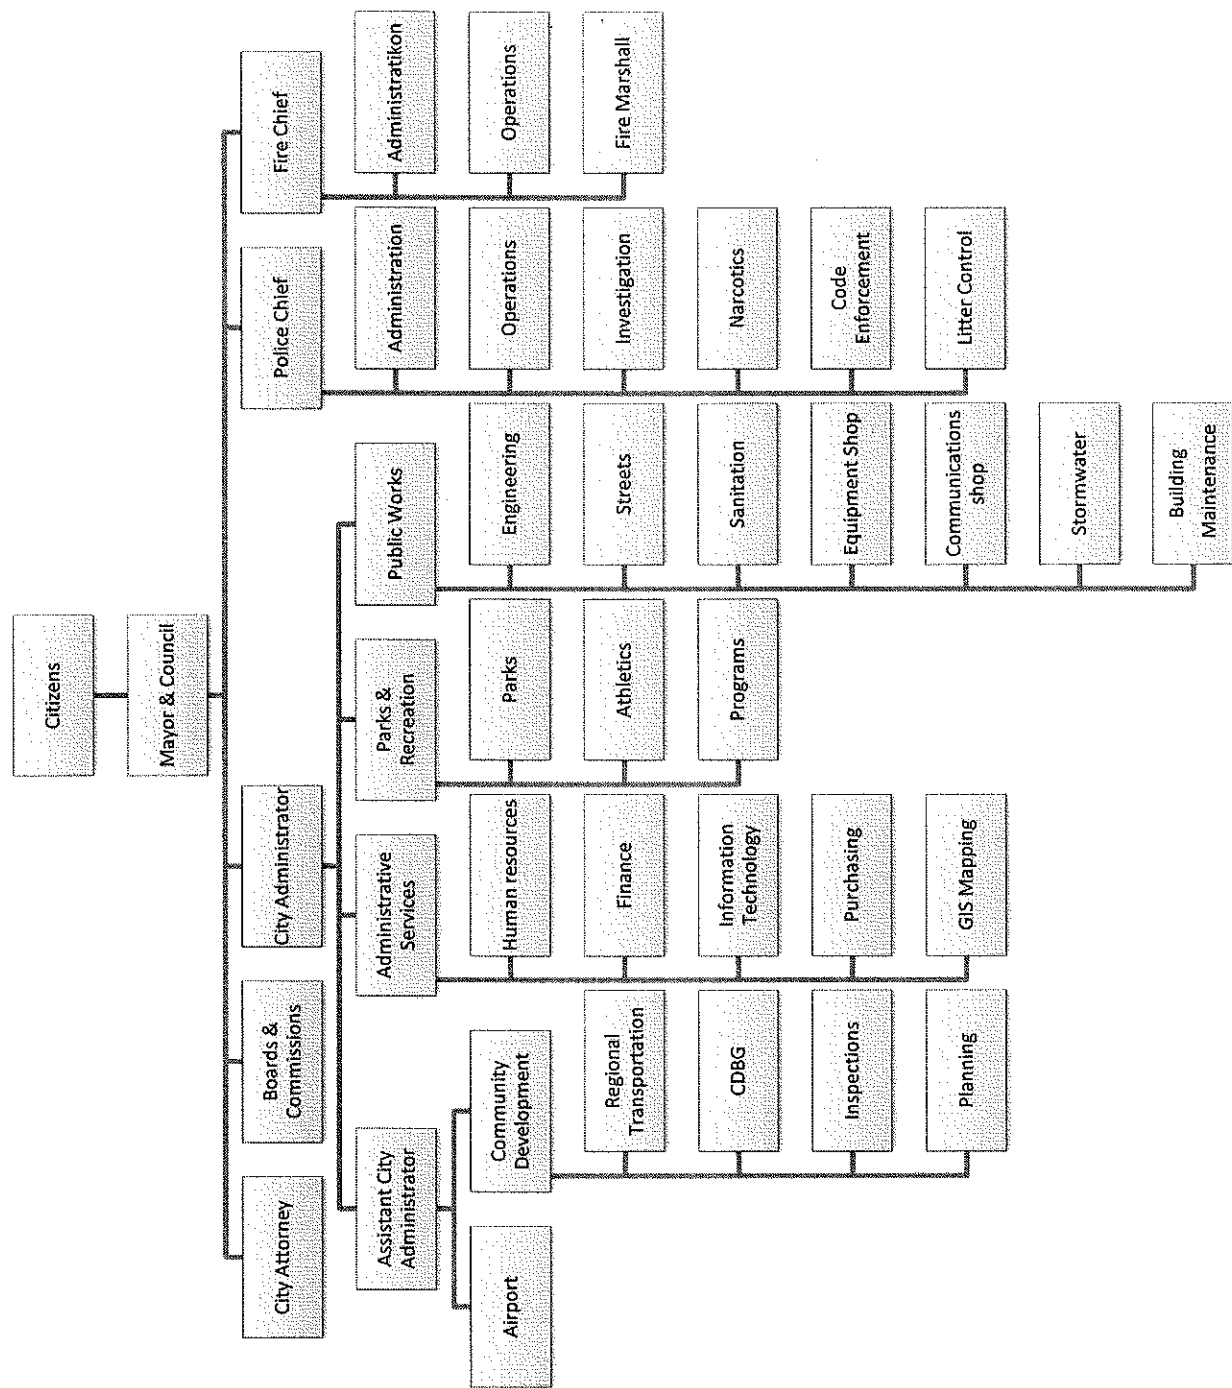 Citizens
Mayor & Council
City Attorney
Boards &
Commissions
City Administrator
Police Chief
Fire Chief
Assistant City
Administrator
Administrative
Services
Parks &
Recreation
Public Works
Administration
Administratikon
Airport
Community
Development
Human resources
Parks
Engineering
Operations
Operations
Regional
Transportation
Finance
Athletics
Streets
Investigation
Fire Marshall
CDBG
Information
Technology
Programs
Sanitation
Narcotics
Inspections
Purchasing
Equipment Shop
Code
Enforcement
Planning
GIS Mapping
Communications
shop
Litter Control
Stormwater
Building
Maintenance